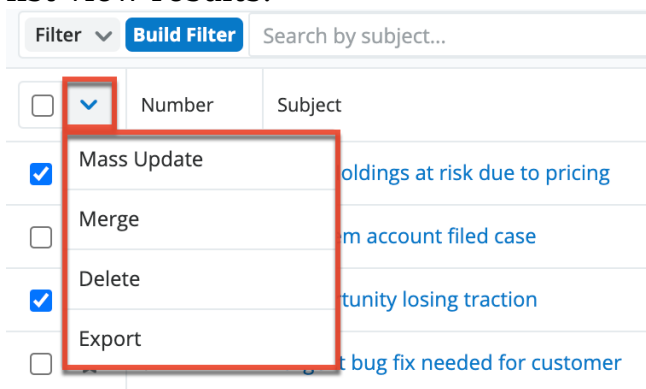 Filter Build Filter Search by subject...
Number Subject
Mass Update
oldings at risk due to pricing
Merge
em account filed case
Delete
tunity losing traction
Export
bug fix needed for customer